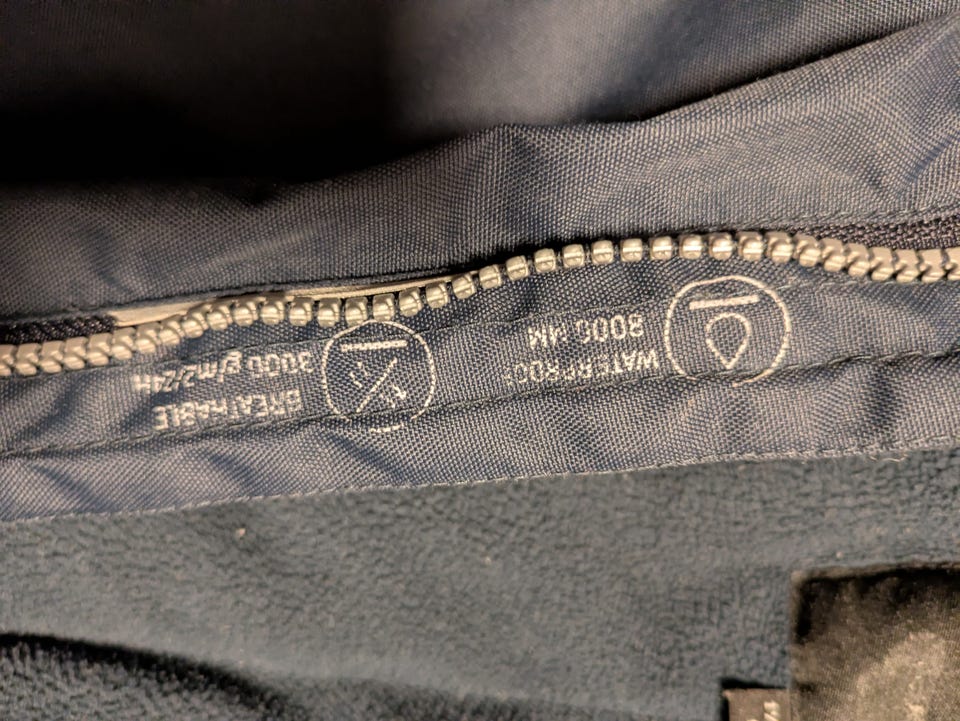 WATERPROOF
8000 MM
BREATHABLE
3000 g/m2/24H